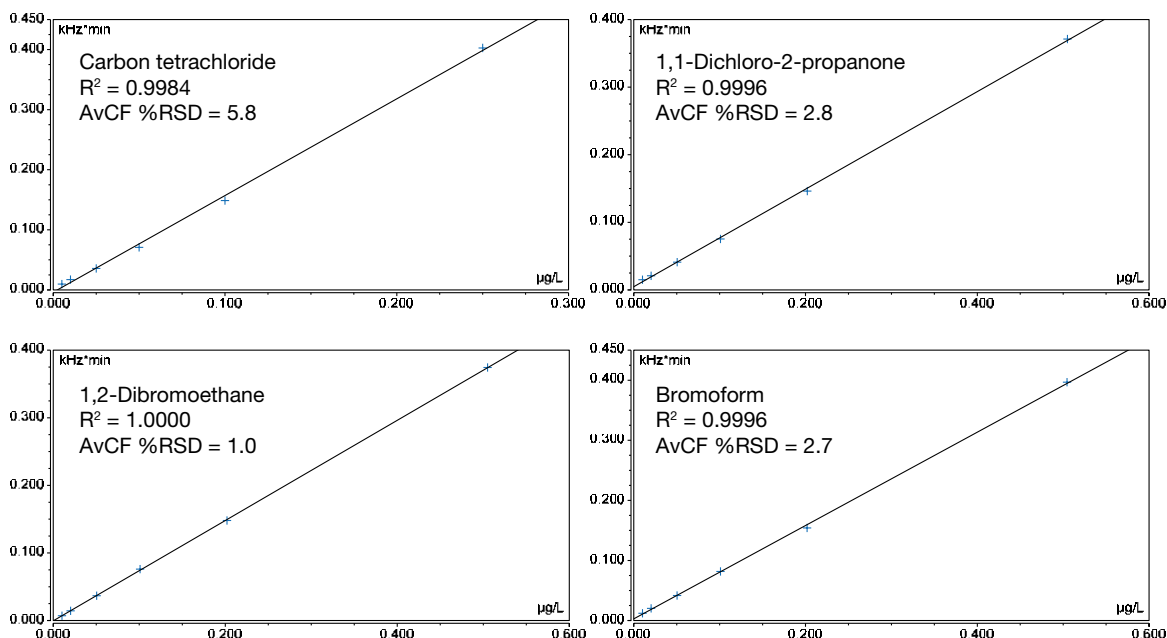 0.450
kHz*min
0.400
Carbon tetrachloride
R² = 0.9984
AvCF %RSD = 5.8
0.300
0.200
0.100
0.000
µg/L
0.000 0.100 0.200 0.300
0.400
kHz*min
1,1-Dichloro-2-propanone
R² = 0.9996
AvCF %RSD = 2.8
0.300
0.200
0.100
0.000
µg/L
0.000 0.200 0.400 0.600
0.400
kHz*min
1,2-Dibromoethane
R² = 1.0000
AvCF %RSD = 1.0
0.300
0.200
0.100
0.000
µg/L
0.000 0.200 0.400 0.600
0.450
kHz*min
0.400
Bromoform
R² = 0.9996
AvCF %RSD = 2.7
0.300
0.200
0.100
0.000
µg/L
0.000 0.200 0.400 0.600